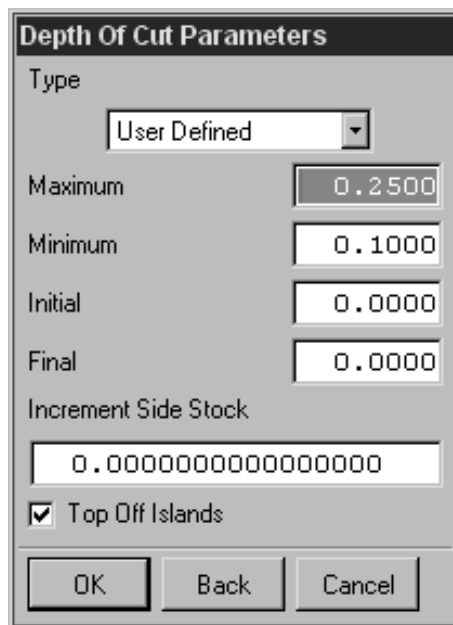 Depth Of Cut Parameters
Type
User Defined
Maximum 0.2500
Minimum 0.1000
Initial 0.0000
Final 0.0000
Increment Side Stock
0.0000000000000000
Top Off Islands
OK Back Cancel